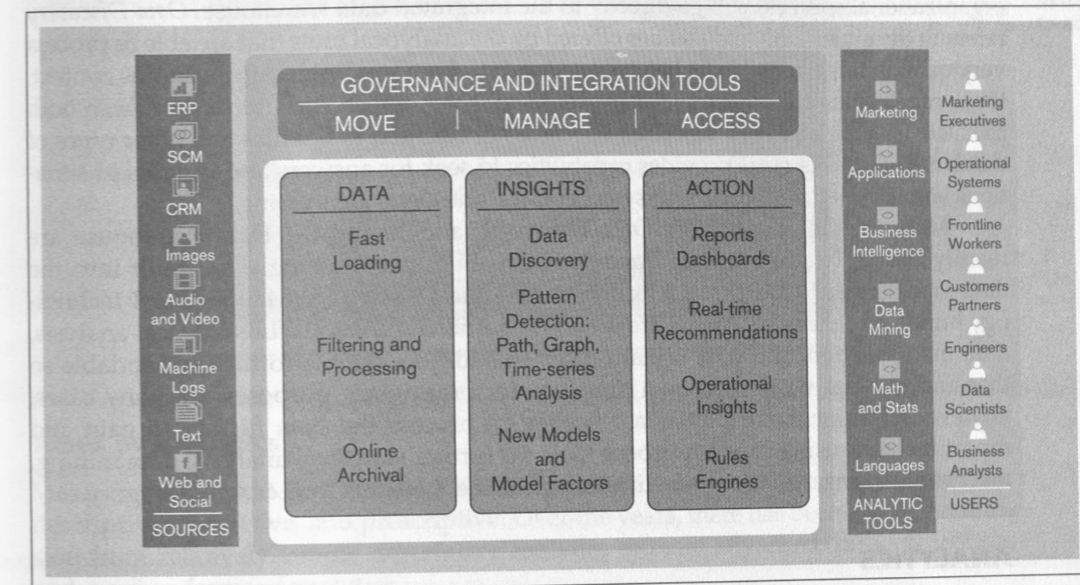 ERP
SCM
CRM
Images
Audio
and Video
Machine
Logs
Text
Web and
Social
SOURCES
GOVERNANCE AND INTEGRATION TOOLS
MOVE | MANAGE | ACCESS
DATA
Fast
Loading
Filtering and
Processing
Online
Archival
INSIGHTS
Data
Discovery
Pattern
Detection:
Path, Graph,
Time-series
Analysis
New Models
and
Model Factors
ACTION
Reports
Dashboards
Real-time
Recommendations
Operational
Insights
Rules
Engines
Marketing
Applications
Business
Intelligence
Data
Mining
Math
and Stats
Languages
ANALYTIC
TOOLS
Marketing
Executives
Operational
Systems
Frontline
Workers
Customers
Partners
Engineers
Data
Scientists
Business
Analysts
USERS